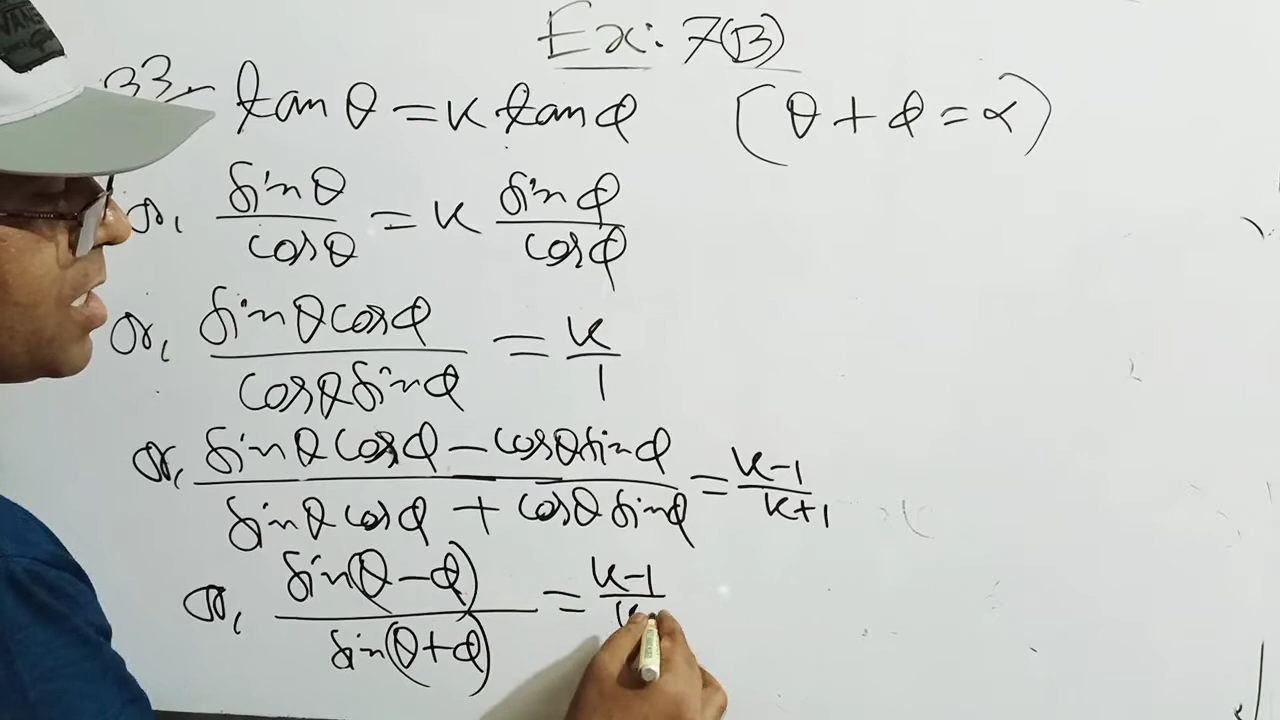 Ex: 7(B)
33. tan θ = K tan φ (θ + φ = α)
or, sin θ / cos θ = K sin φ / cos φ
or, sin θ cos φ / cos θ sin φ = K / 1
or, sin θ cos φ − cos θ sin φ / sin θ cos φ + cos θ sin φ = K−1 / K+1
or, sin(θ − φ) / sin(θ + φ) = K−1 / K